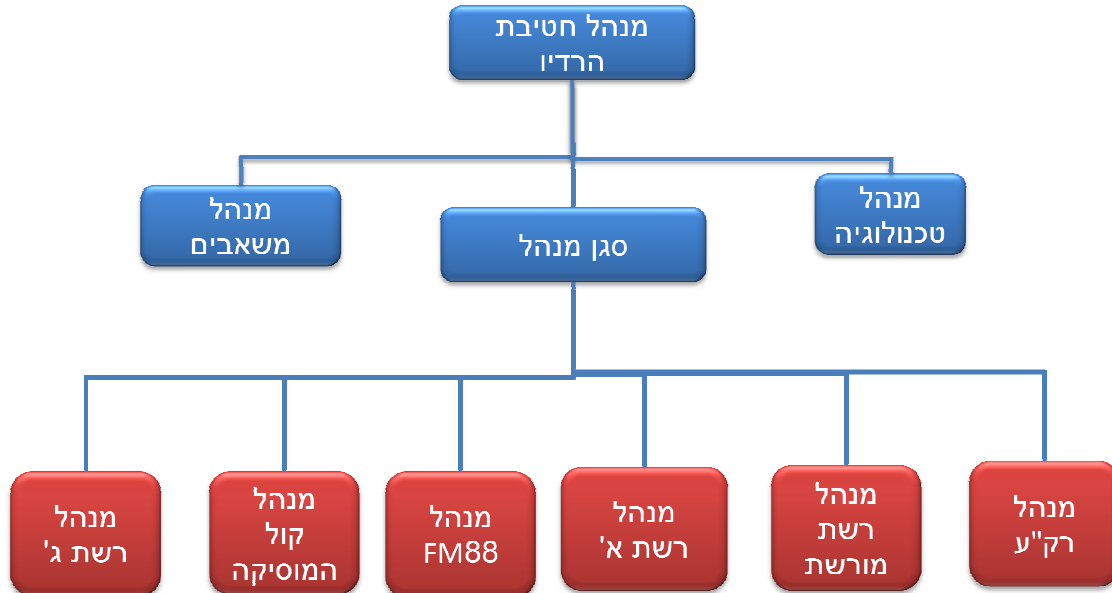 מנהל חטיבת
הרדיו
מנהל
טכנולוגיה
סגן מנהל
מנהל
משאבים
מנהל
רק"ע
מנהל
רשת
מורשת
מנהל
רשת א'
מנהל
FM88
מנהל
קול
המוסיקה
מנהל
רשת ג'